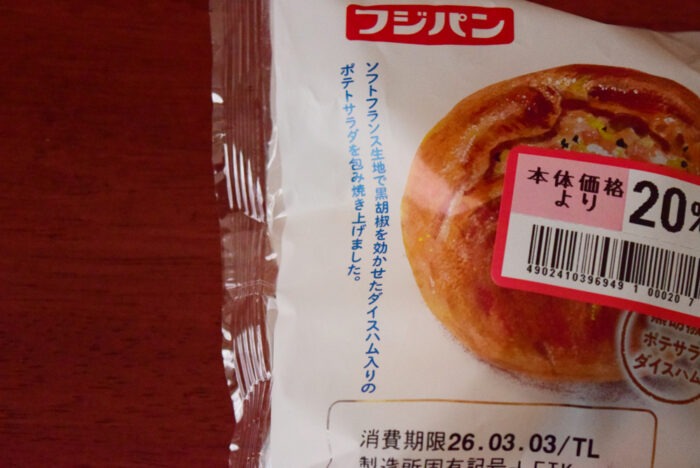 フジパン
ソフトフランス生地で黒胡椒を効かせたダイスハム入りの
ポテトサラダを包み焼き上げました。
本体価格
より
20%
4902410396949 1 00020 7
ポテサラ
ダイスハム
消費期限26.03.03/TL